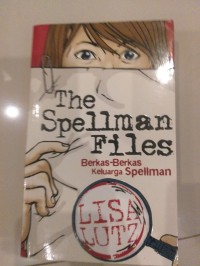 The
Spellman
Files
Berkas-Berkas
Keluarga Spellman
LISA
LUTZ